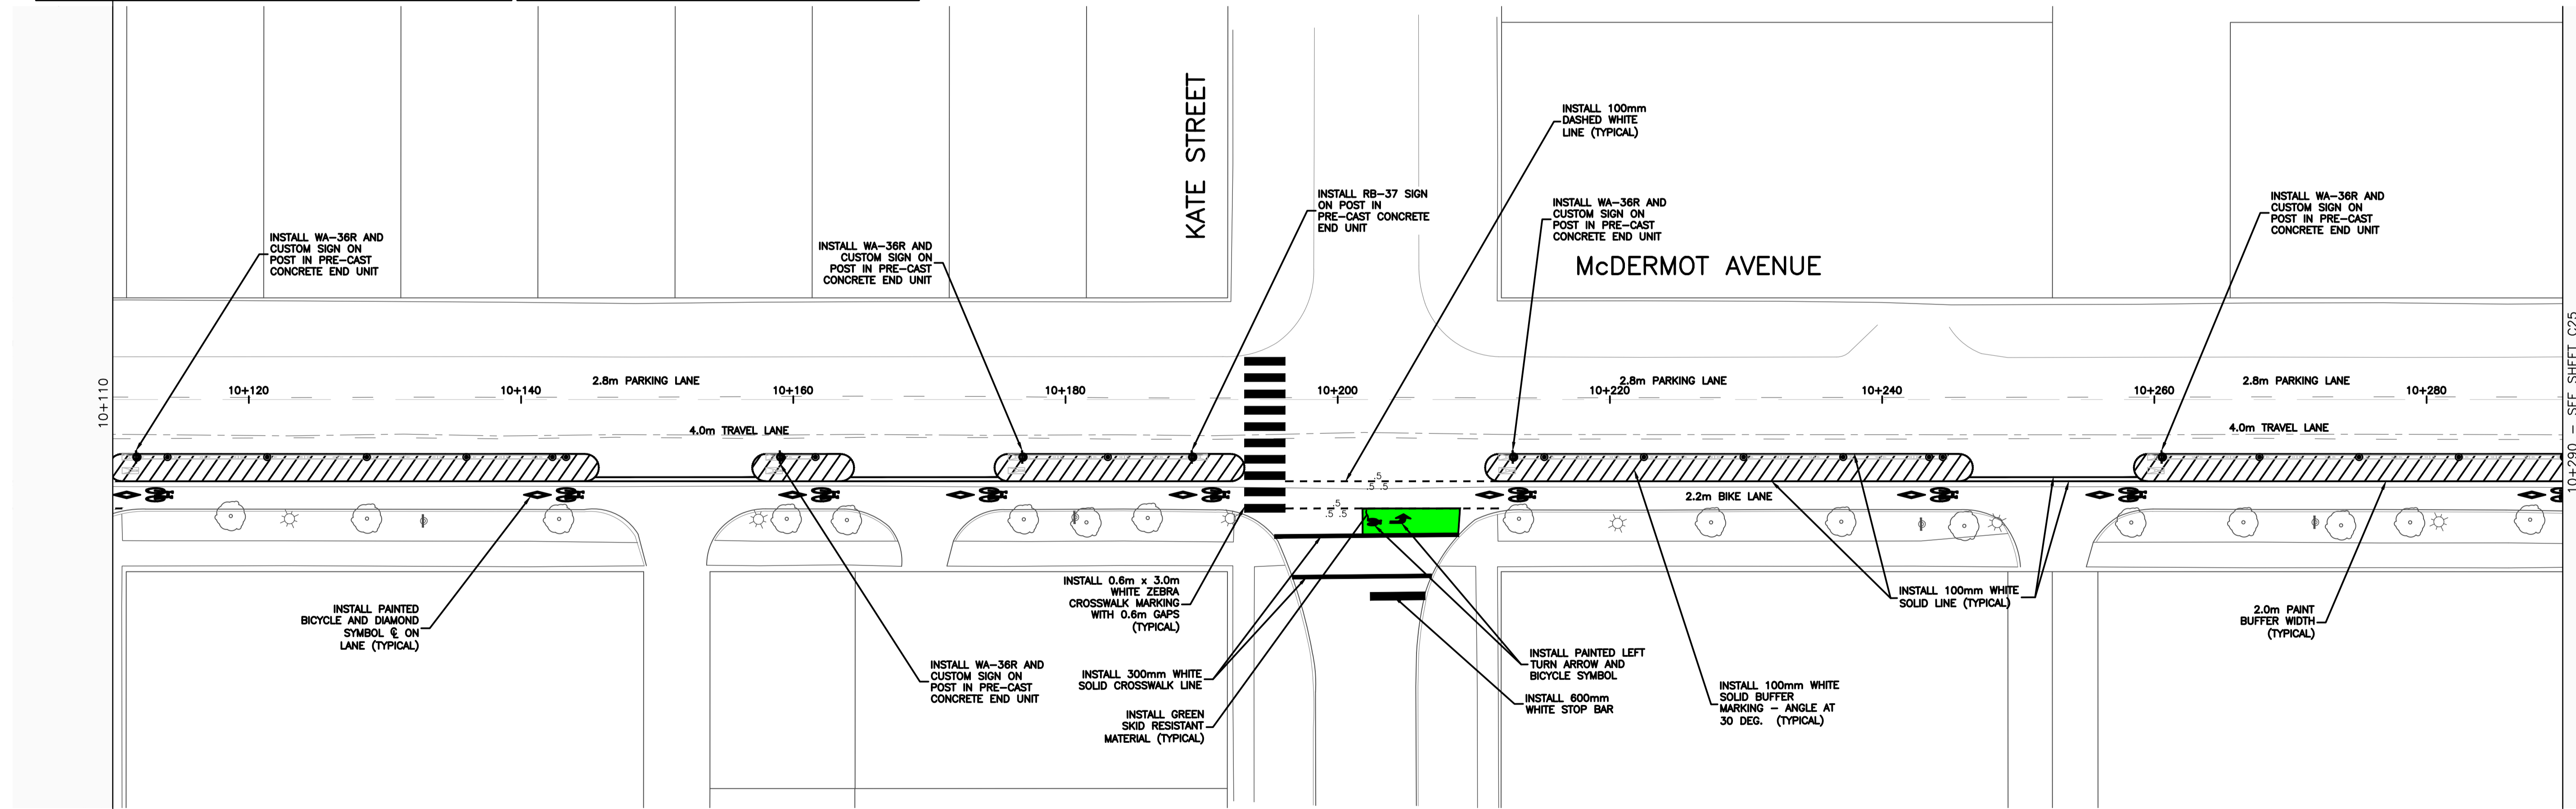 KATE STREET
INSTALL 100mm
DASHED WHITE
LINE (TYPICAL)
INSTALL RB-37 SIGN
ON POST IN
PRE-CAST CONCRETE
END UNIT
INSTALL WA-36R AND
CUSTOM SIGN ON
POST IN PRE-CAST
CONCRETE END UNIT
INSTALL WA-36R AND
CUSTOM SIGN ON
POST IN PRE-CAST
CONCRETE END UNIT
INSTALL WA-36R AND
CUSTOM SIGN ON
POST IN PRE-CAST
CONCRETE END UNIT
INSTALL WA-36R AND
CUSTOM SIGN ON
POST IN PRE-CAST
CONCRETE END UNIT
McDERMOT AVENUE
10+110
10+120
10+140
2.8m PARKING LANE
10+160
10+180
10+200
2.8m PARKING LANE
10+220
10+240
10+260
2.8m PARKING LANE
10+280
4.0m TRAVEL LANE
4.0m TRAVEL LANE
10+290 - SEE SHEET C25
.5
.5 .5
.5
.5 .5
2.2m BIKE LANE
INSTALL PAINTED
BICYCLE AND DIAMOND
SYMBOL ℄ ON
LANE (TYPICAL)
INSTALL WA-36R AND
CUSTOM SIGN ON
POST IN PRE-CAST
CONCRETE END UNIT
INSTALL 0.6m x 3.0m
WHITE ZEBRA
CROSSWALK MARKING
WITH 0.6m GAPS
(TYPICAL)
INSTALL 300mm WHITE
SOLID CROSSWALK LINE
INSTALL GREEN
SKID RESISTANT
MATERIAL (TYPICAL)
INSTALL PAINTED LEFT
TURN ARROW AND
BICYCLE SYMBOL
INSTALL 600mm
WHITE STOP BAR
INSTALL 100mm WHITE
SOLID BUFFER
MARKING - ANGLE AT
30 DEG. (TYPICAL)
INSTALL 100mm WHITE
SOLID LINE (TYPICAL)
2.0m PAINT
BUFFER WIDTH
(TYPICAL)